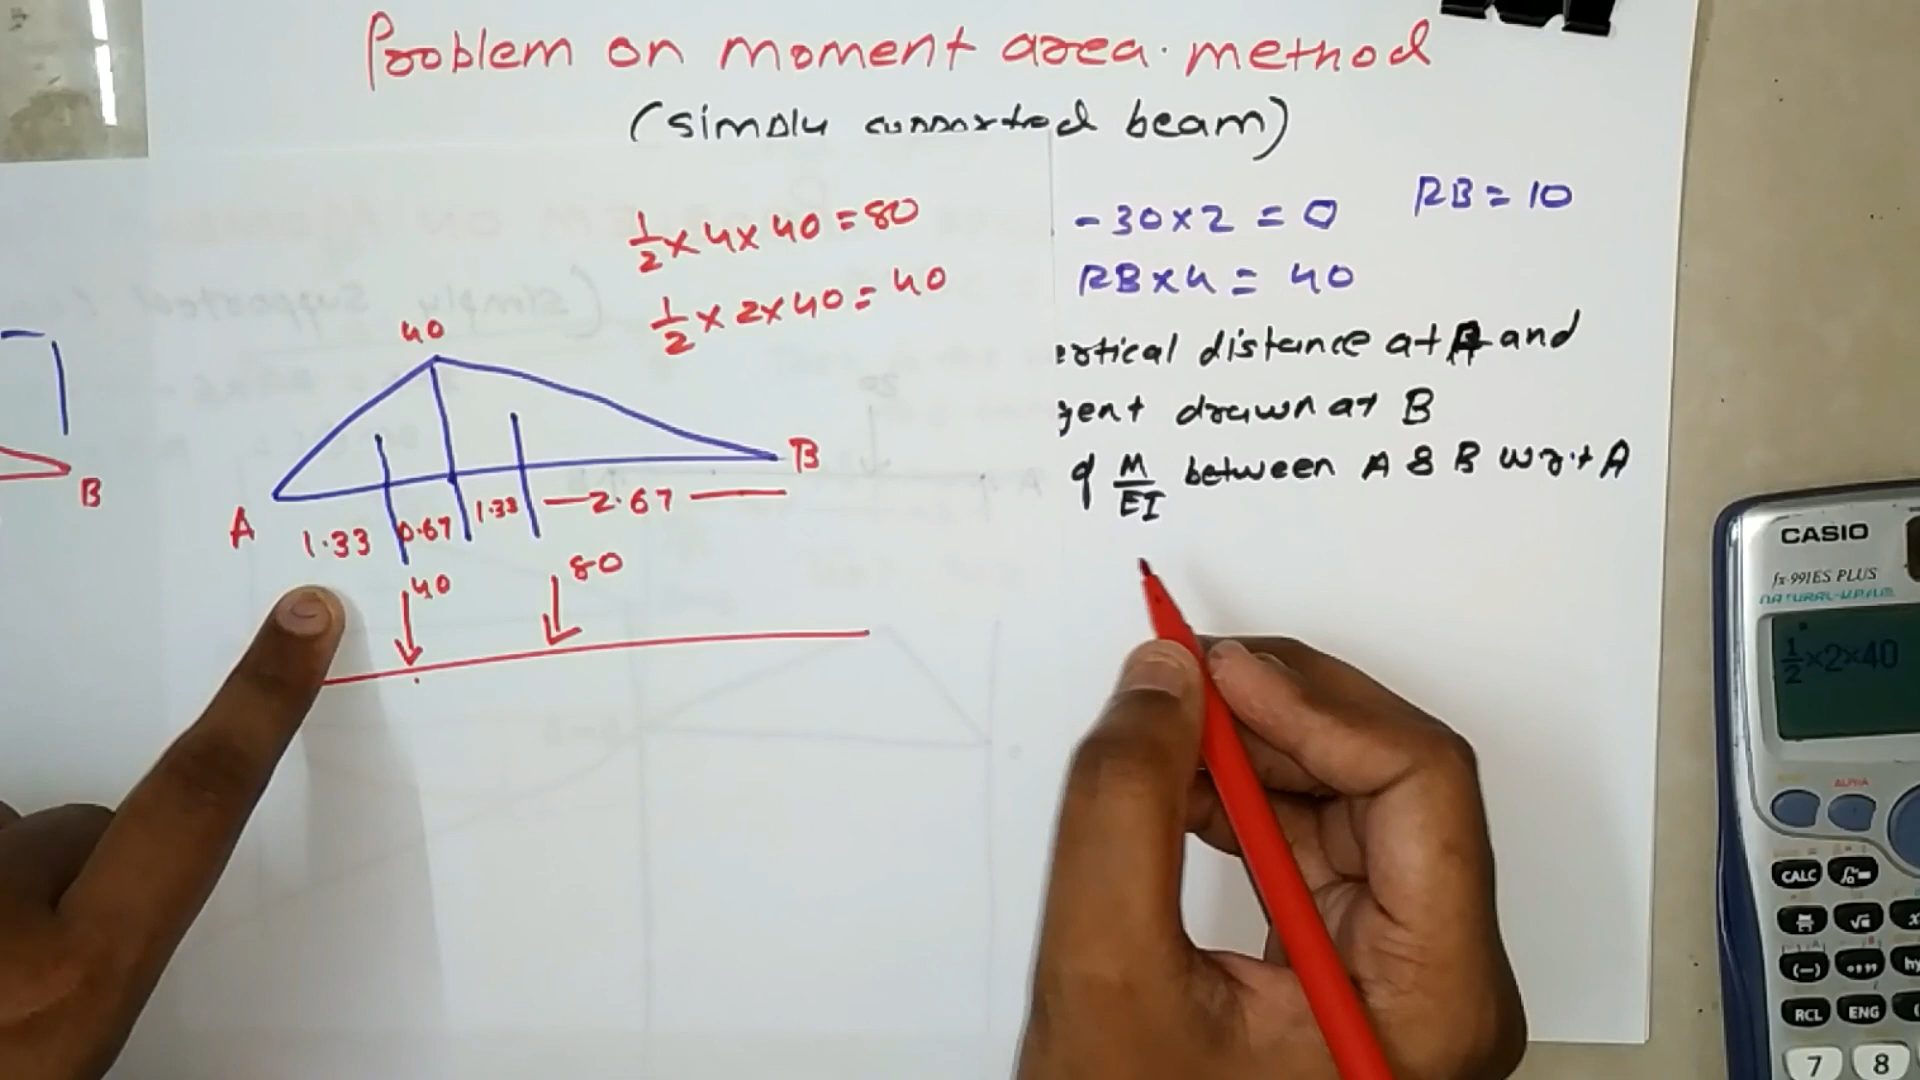 Problem on moment area method
(simply supported beam)
1/2 × 4 × 40 = 80
1/2 × 2 × 40 = 40
- 30 × 2 = 0
RB = 10
RB × 4 = 40
ertical distance at A and
gent drawn at B
of M/EI between A & B w.r.t A
40
A
B
1.33
0.67
1.33
2.67
40
80
B
CASIO
fx-991ES PLUS
NATURAL-V.P.A.M.
1/2×2×40
ALPHA
CALC
(−)
RCL
ENG
7
8